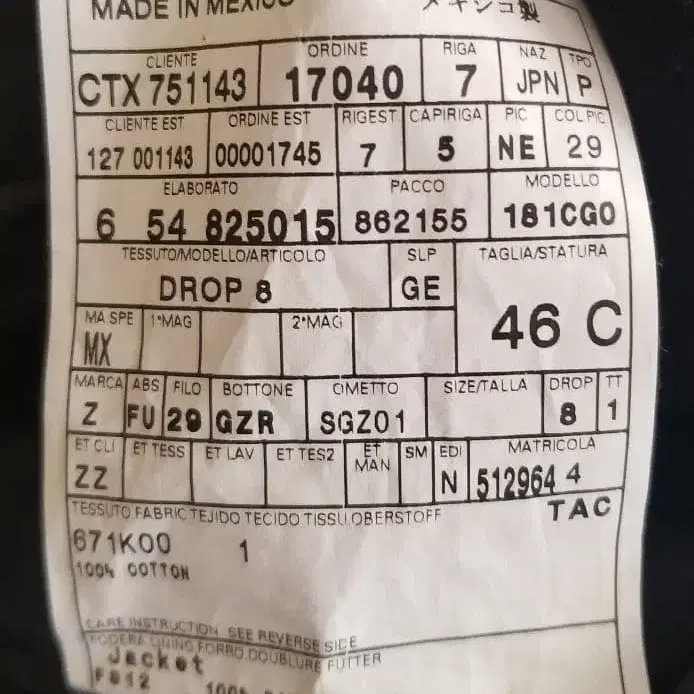 MADE IN MEXICO メキシコ製
CLIENTE ORDINE RIGA NAZ TPO
CTX 751143 17040 7 JPN P
CLIENTE EST ORDINE EST RIGEST CAPIRIGA PIC COL PIC
127 001143 00001745 7 5 NE 29
ELABORATO PACCO MODELLO
6 54 825015 862155 181CG0
TESSUTO/MODELLO/ARTICOLO SLP TAGLIA/STATURA
DROP 8 GE 46 C
MA SPE 1°MAG 2°MAG
MX
MARCA ABS FILO BOTTONE OMETTO SIZE/TALLA DROP TT
Z FU 29 GZR SGZ01 8 1
ET CLI ET TESS ET LAV ET TES2 ET MAN SM EDI MATRICOLA
ZZ N 512964 4
TESSUTO FABRIC TEJIDO TECIDO TISSU OBERSTOFF TAC
671K00 1
100% COTTON
CARE INSTRUCTION SEE REVERSE SIDE
FODERA LINING FORRO DOUBLURE FUTTER
Jacket
F812 100%